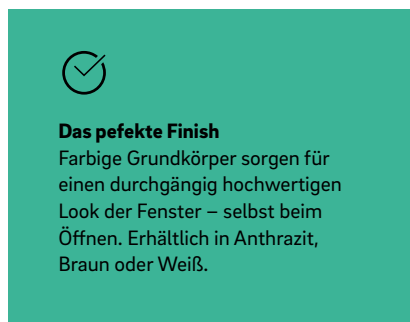 Das pefekte Finish
Farbige Grundkörper sorgen für
einen durchgängig hochwertigen
Look der Fenster – selbst beim
Öffnen. Erhältlich in Anthrazit,
Braun oder Weiß.